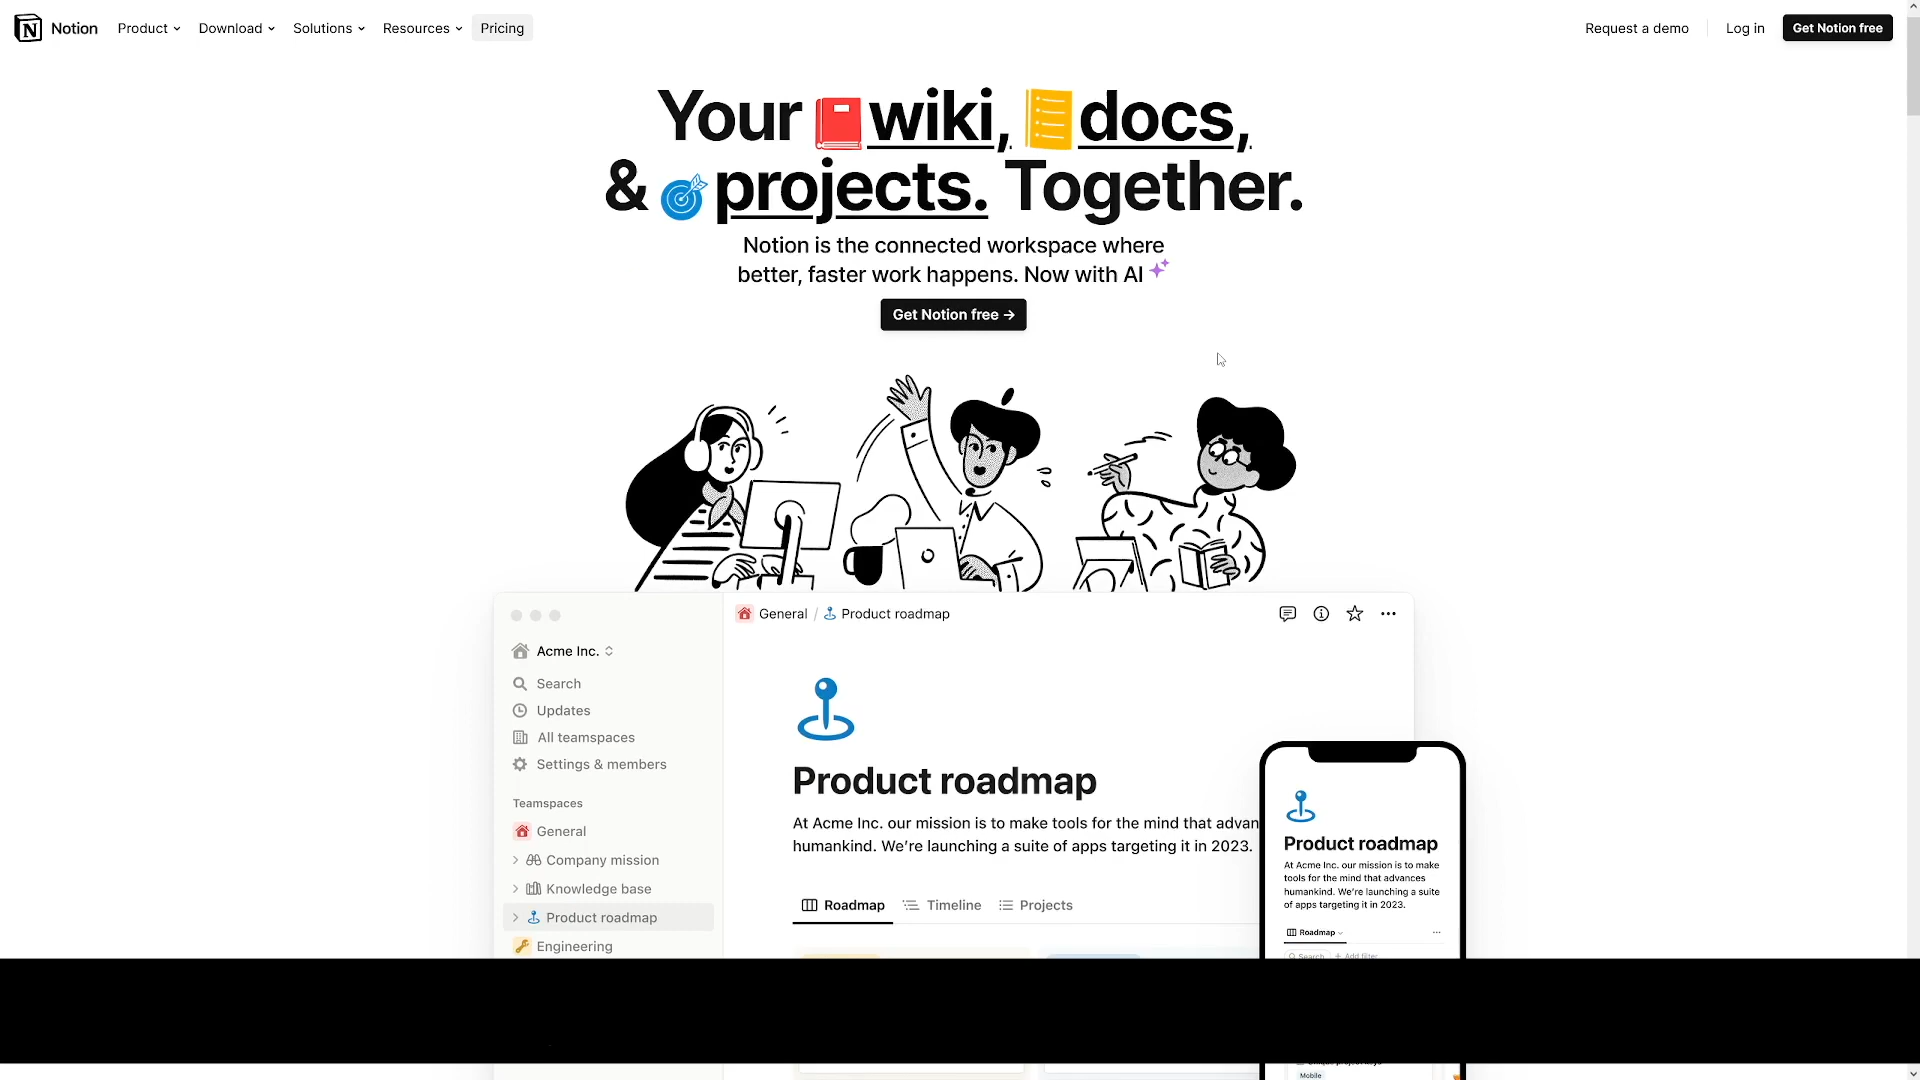 Notion Product Download Solutions Resources Pricing Request a demo Log in Get Notion free
Your wiki, docs,
& projects. Together.
Notion is the connected workspace where
better, faster work happens. Now with AI
Get Notion free →
General / Product roadmap
Acme Inc.
Search
Updates
All teamspaces
Settings & members
Teamspaces
General
Company mission
Knowledge base
Product roadmap
Engineering
Product roadmap
At Acme Inc. our mission is to make tools for the mind that advan
humankind. We're launching a suite of apps targeting it in 2023.
Roadmap Timeline Projects
Product roadmap
At Acme Inc. our mission is to make
tools for the mind that advances
humankind. We're launching a suite
of apps targeting it in 2023.
Roadmap
Search + Add filter
Mobile